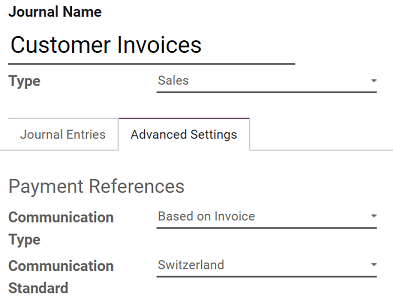 Journal Name
Customer Invoices
Type Sales
Journal Entries Advanced Settings
Payment References
Communication Based on Invoice
Type
Communication Switzerland
Standard